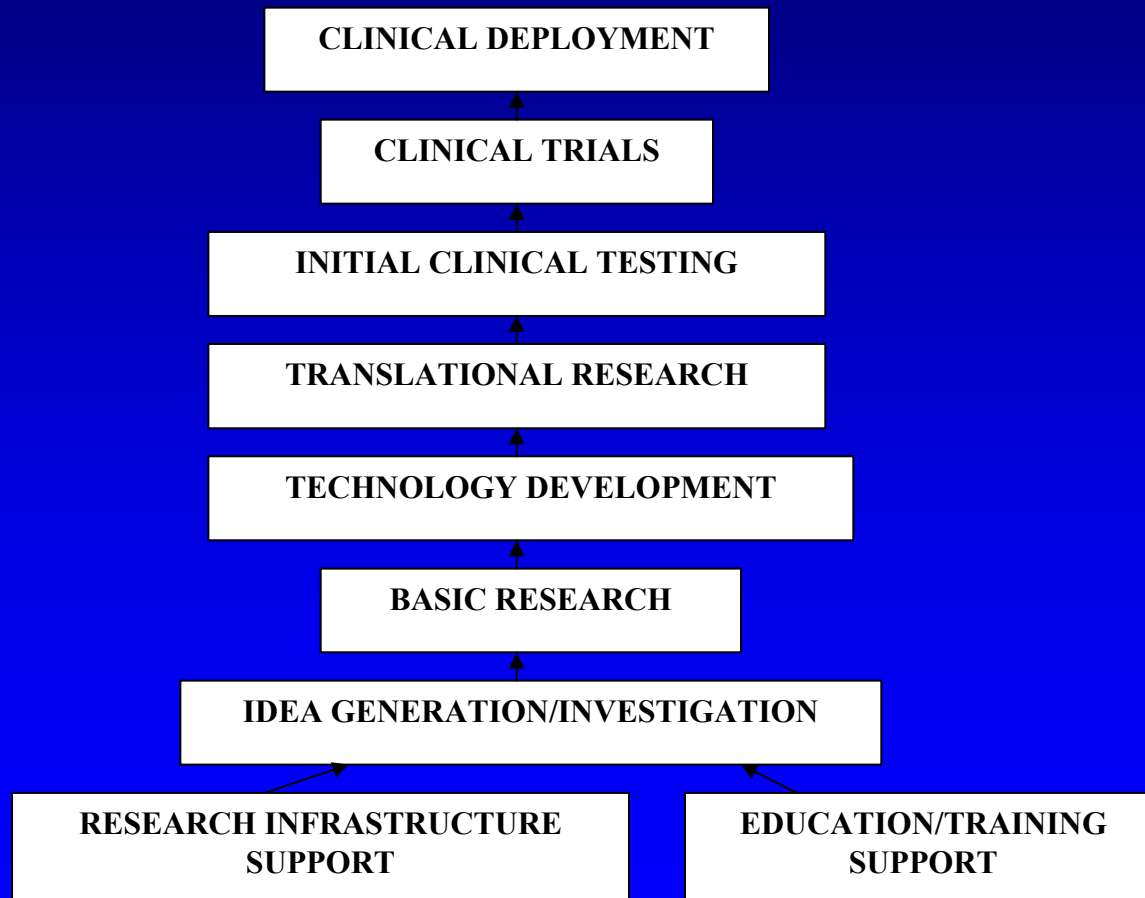 CLINICAL DEPLOYMENT
CLINICAL TRIALS
INITIAL CLINICAL TESTING
TRANSLATIONAL RESEARCH
TECHNOLOGY DEVELOPMENT
BASIC RESEARCH
IDEA GENERATION/INVESTIGATION
RESEARCH INFRASTRUCTURE
SUPPORT
EDUCATION/TRAINING
SUPPORT